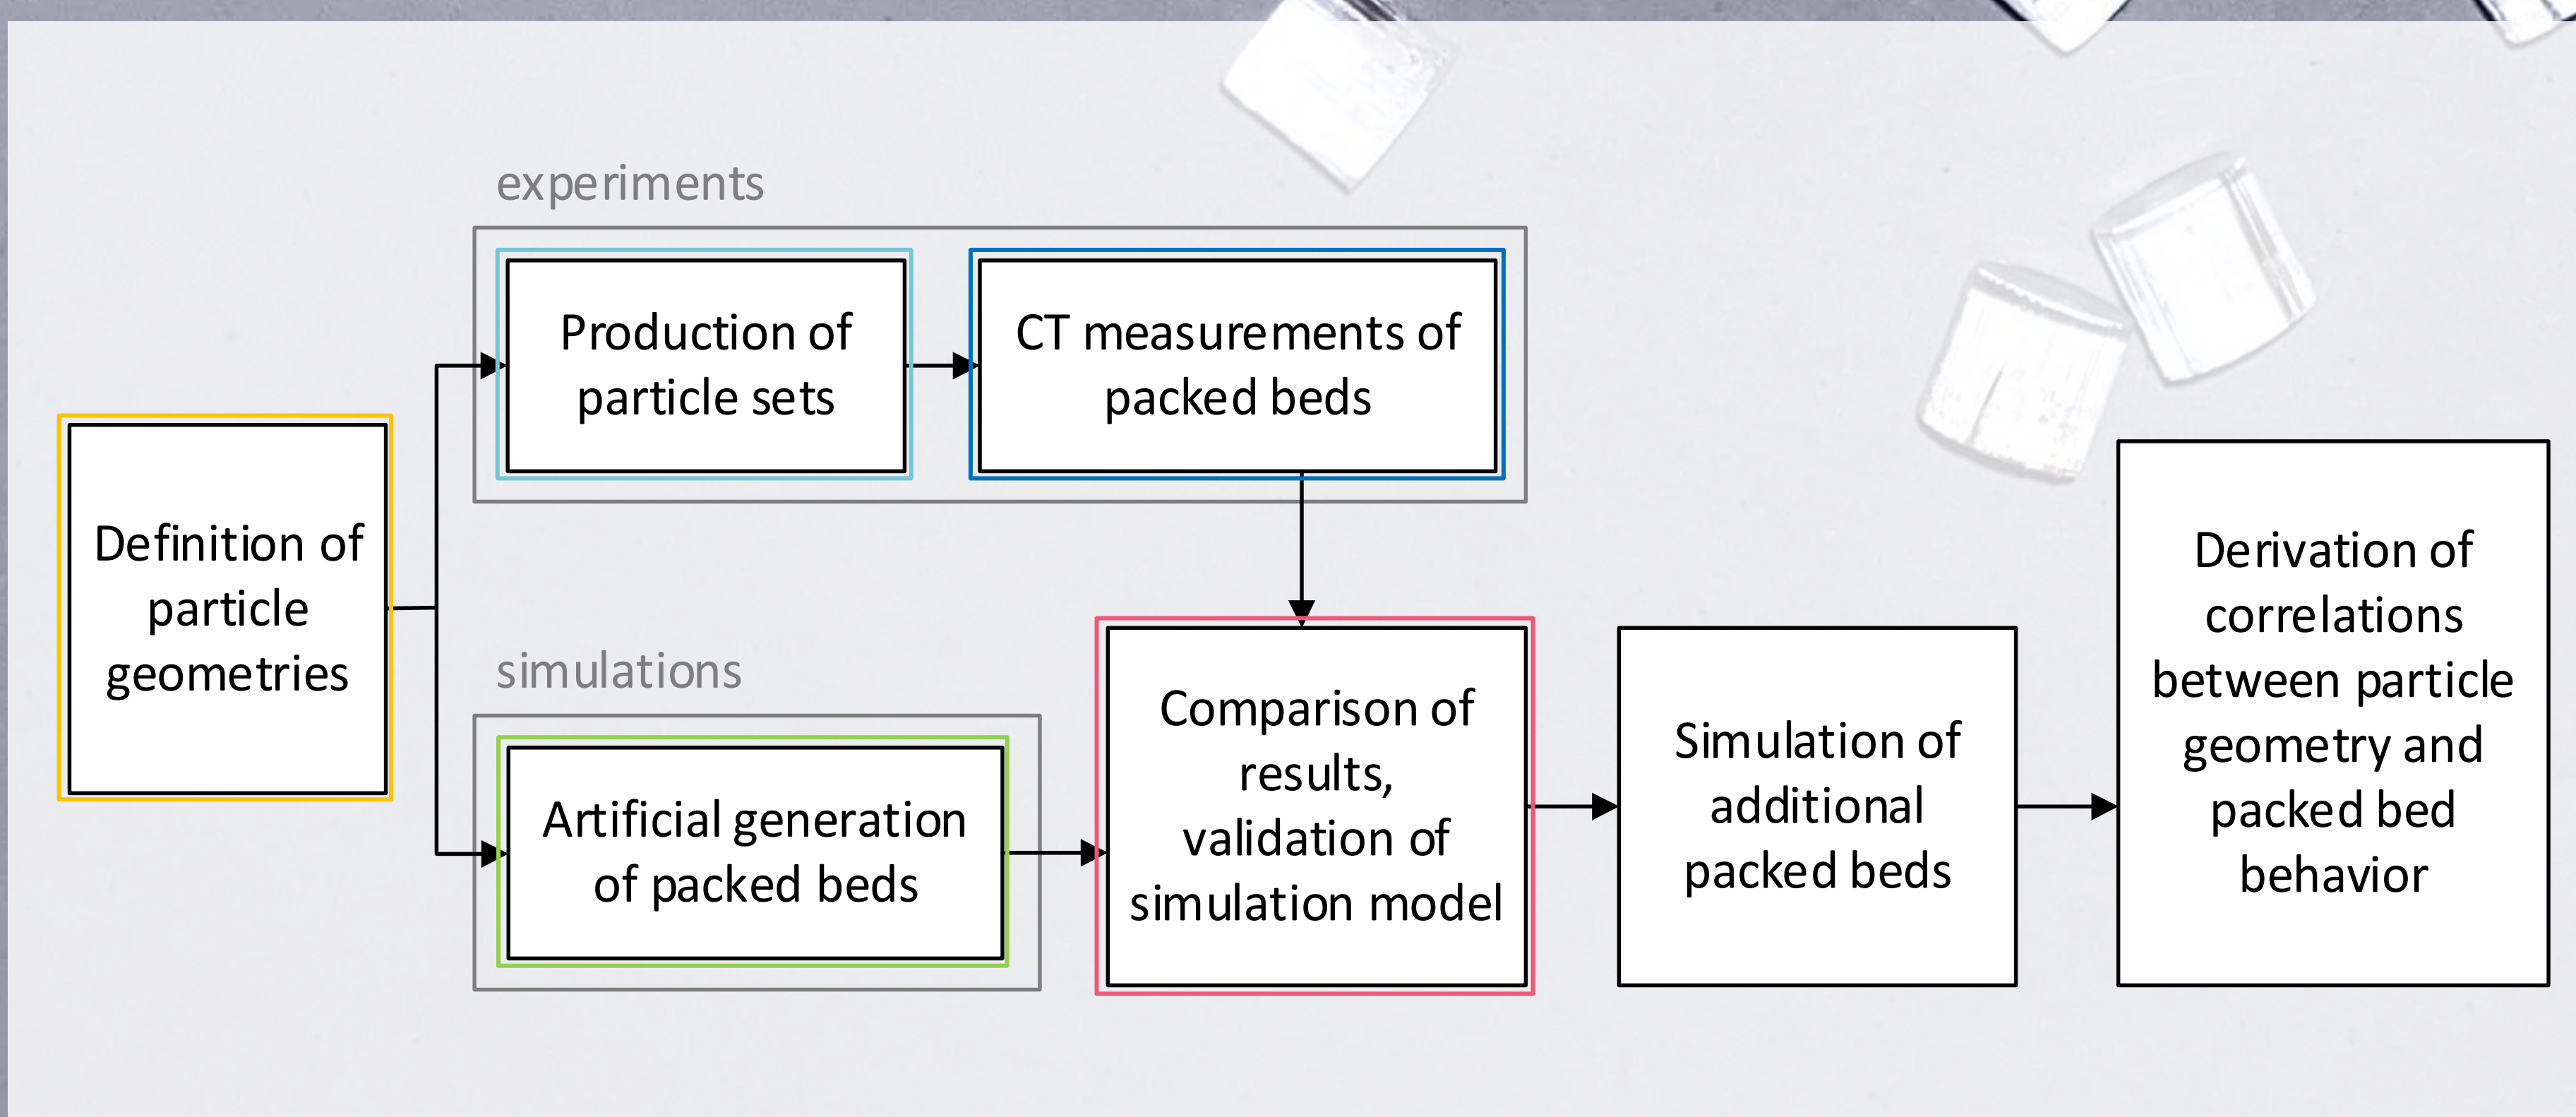 experiments
Production of
particle sets
CT measurements of
packed beds
Definition of
particle
geometries
simulations
Artificial generation
of packed beds
Comparison of
results,
validation of
simulation model
Simulation of
additional
packed beds
Derivation of
correlations
between particle
geometry and
packed bed
behavior